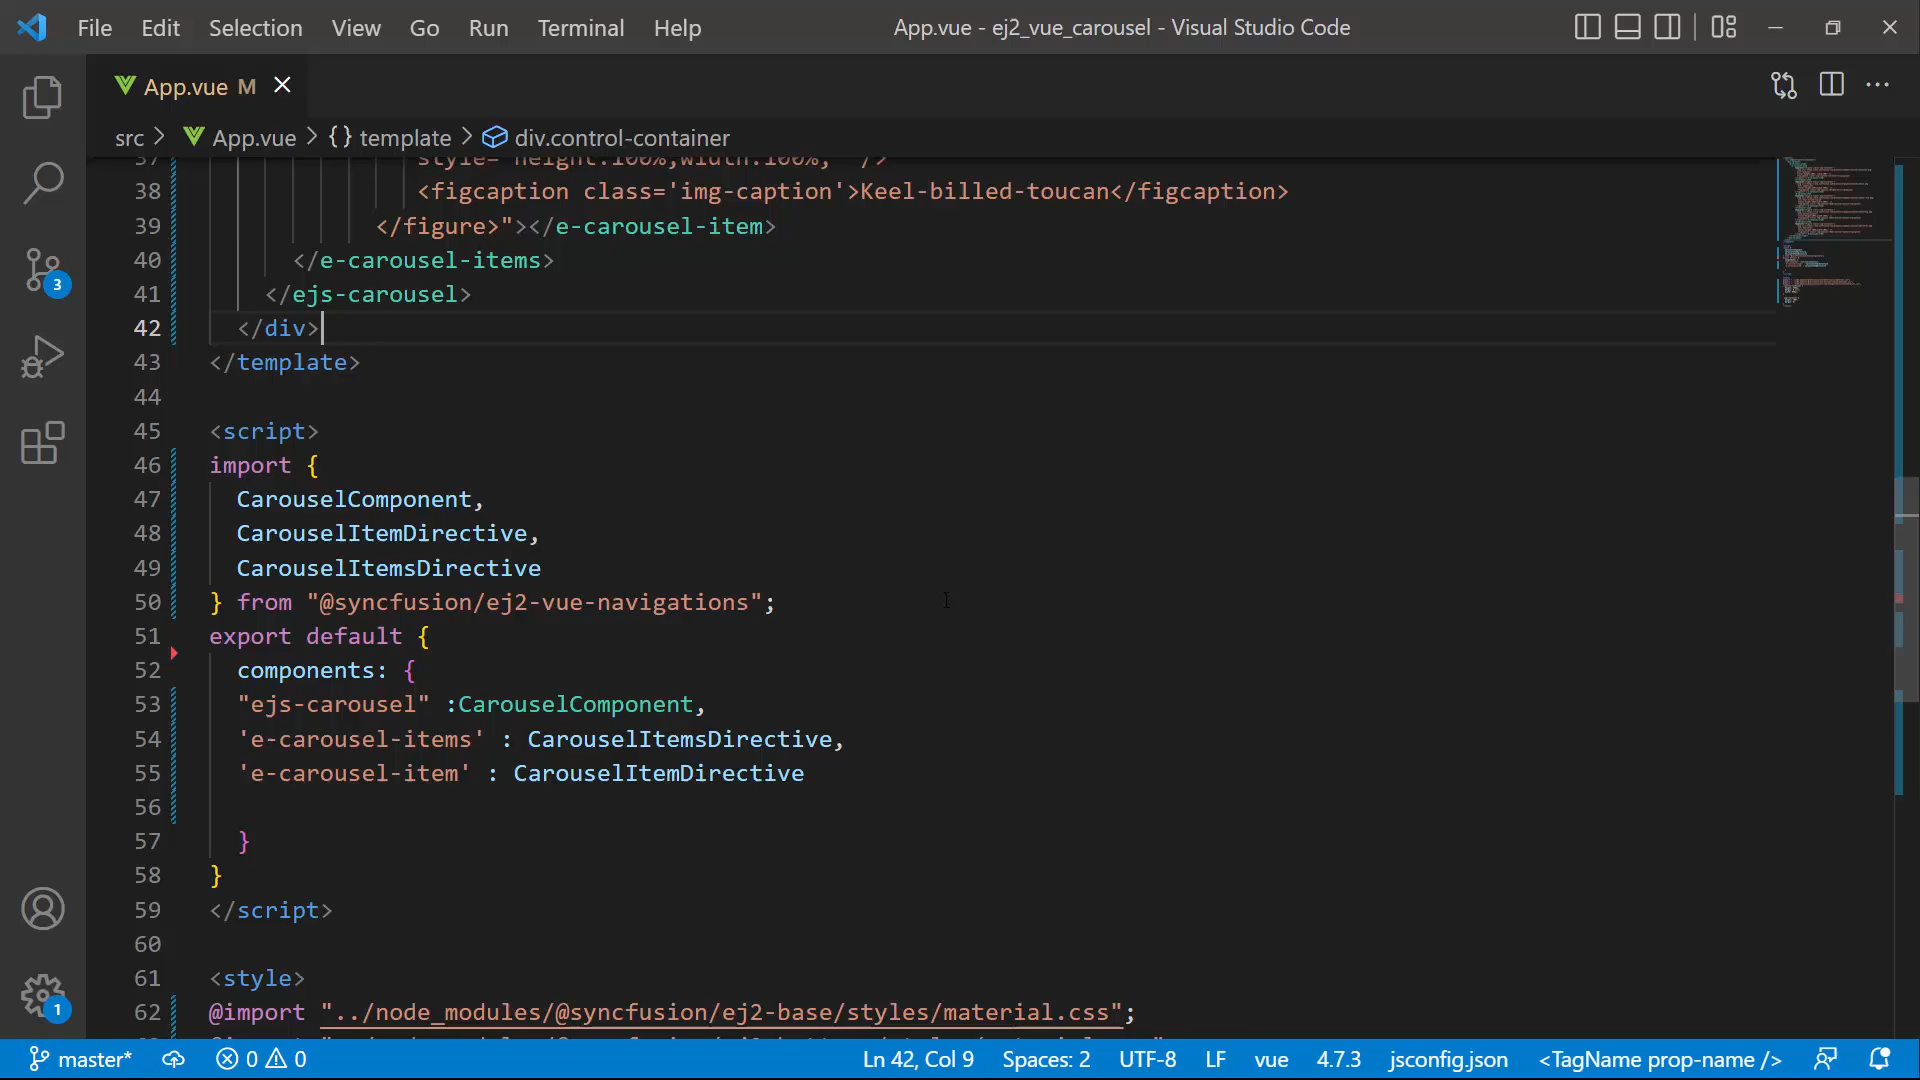 File Edit Selection View Go Run Terminal Help App.vue - ej2_vue_carousel - Visual Studio Code
App.vue M
src > App.vue > {} template > div.control-container
37 style="height:100%;width:100%;" />
38 <figcaption class='img-caption'>Keel-billed-toucan</figcaption>
39 </figure>"></e-carousel-item>
40 </e-carousel-items>
41 </ejs-carousel>
42 </div>
43 </template>
44
45 <script>
46 import {
47 CarouselComponent,
48 CarouselItemDirective,
49 CarouselItemsDirective
50 } from "@syncfusion/ej2-vue-navigations";
51 export default {
52 components: {
53 "ejs-carousel" :CarouselComponent,
54 'e-carousel-items' : CarouselItemsDirective,
55 'e-carousel-item' : CarouselItemDirective
56
57 }
58 }
59 </script>
60
61 <style>
62 @import "../node_modules/@syncfusion/ej2-base/styles/material.css";
3
1
master* 0 0 Ln 42, Col 9 Spaces: 2 UTF-8 LF vue 4.7.3 jsconfig.json <TagName prop-name />